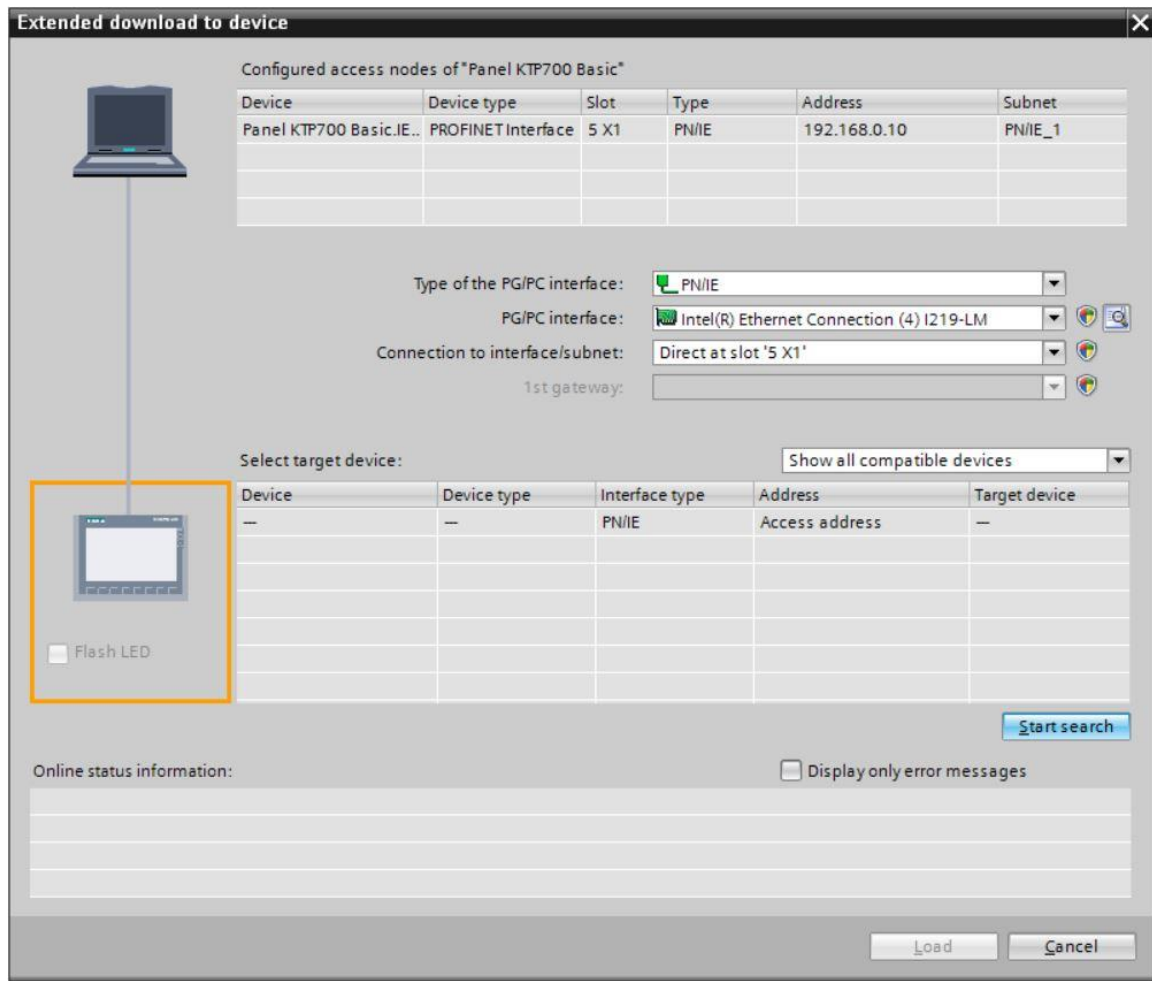 Extended download to device
Configured access nodes of "Panel KTP700 Basic"
Device Device type Slot Type Address Subnet
Panel KTP700 Basic.IE.. PROFINET Interface 5 X1 PN/IE 192.168.0.10 PN/IE_1
Type of the PG/PC interface: PN/IE
PG/PC interface: Intel(R) Ethernet Connection (4) I219-LM
Connection to interface/subnet: Direct at slot '5 X1'
1st gateway:
Select target device: Show all compatible devices
Device Device type Interface type Address Target device
— — PN/IE Access address —
Flash LED
Start search
Online status information: Display only error messages
Load Cancel